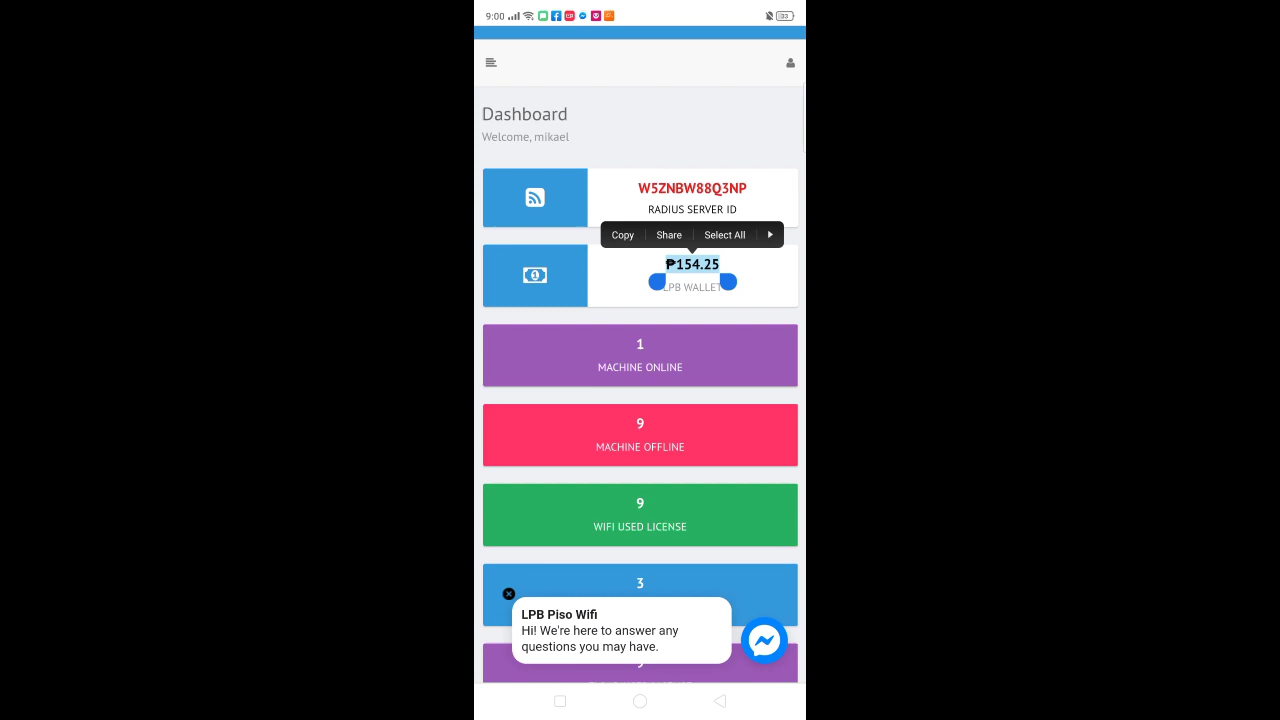 9:00
33
Dashboard
Welcome, mikael
W5ZNBW88Q3NP
RADIUS SERVER ID
Copy
Share
Select All
₱154.25
LPB WALLET
1
MACHINE ONLINE
9
MACHINE OFFLINE
9
WIFI USED LICENSE
3
LPB Piso Wifi
Hi! We're here to answer any
questions you may have.